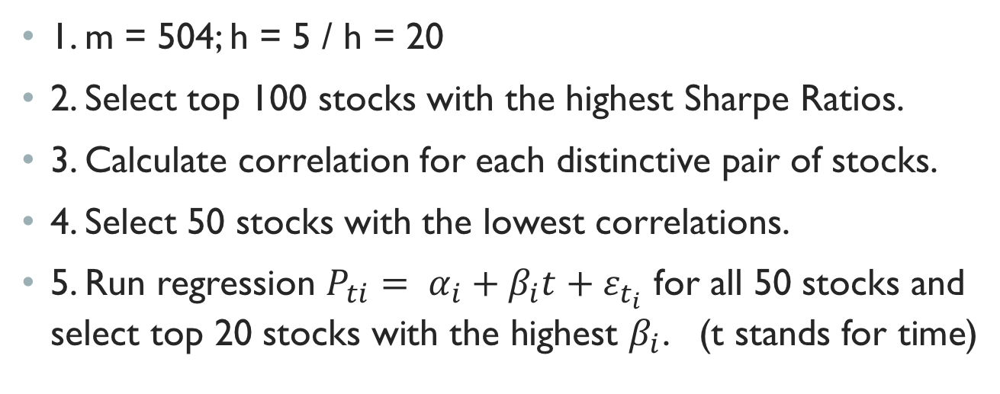 • 1. m = 504; h = 5 / h = 20
• 2. Select top 100 stocks with the highest Sharpe Ratios.
• 3. Calculate correlation for each distinctive pair of stocks.
• 4. Select 50 stocks with the lowest correlations.
• 5. Run regression $P_{ti} = \alpha_i + \beta_i t + \varepsilon_{t_i}$ for all 50 stocks and
select top 20 stocks with the highest $\beta_i$. (t stands for time)